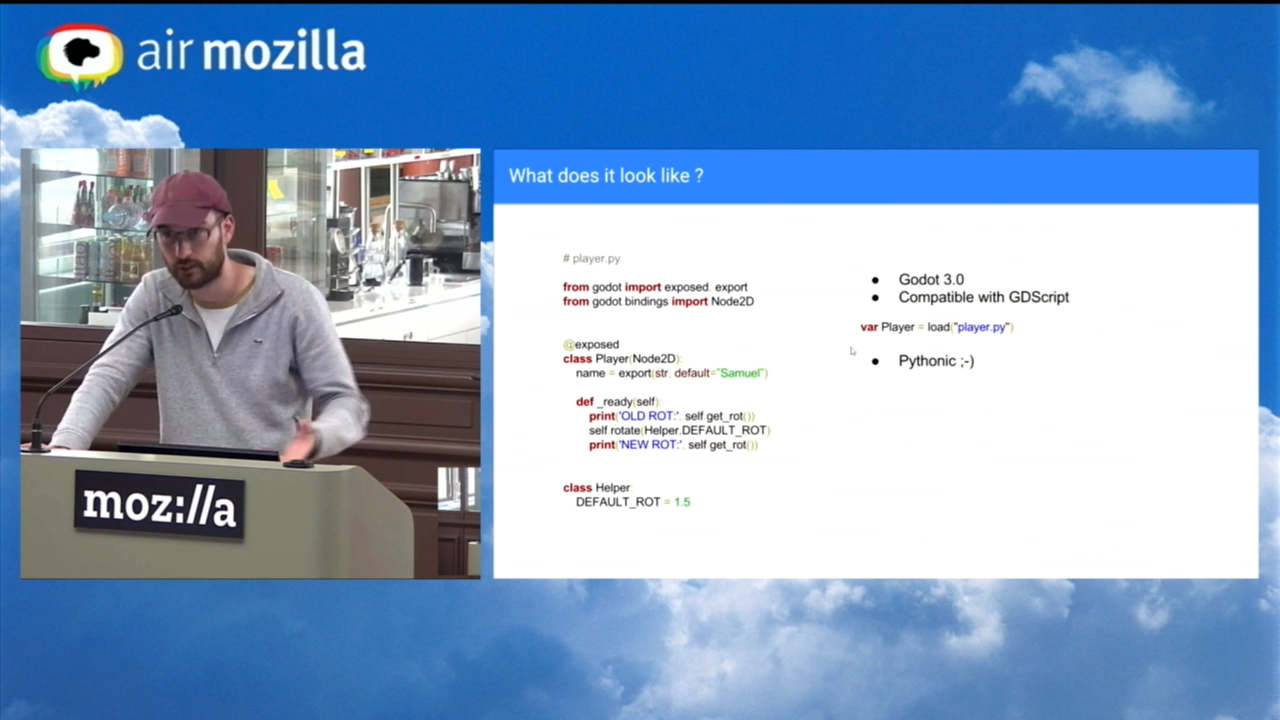 air mozilla
What does it look like ?
# player.py
from godot import exposed, export
from godot bindings import Node2D
@exposed
class Player(Node2D):
name = export(str, default="Samuel")
def _ready(self):
print('OLD ROT:', self get_rot())
self rotate(Helper.DEFAULT_ROT)
print('NEW ROT:', self get_rot())
class Helper:
DEFAULT_ROT = 1.5
● Godot 3.0
● Compatible with GDScript
var Player = load("player.py")
● Pythonic ;-)
moz://a